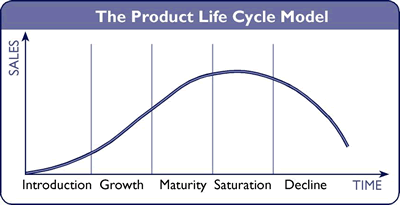 The Product Life Cycle Model
SALES
Introduction Growth Maturity Saturation Decline TIME